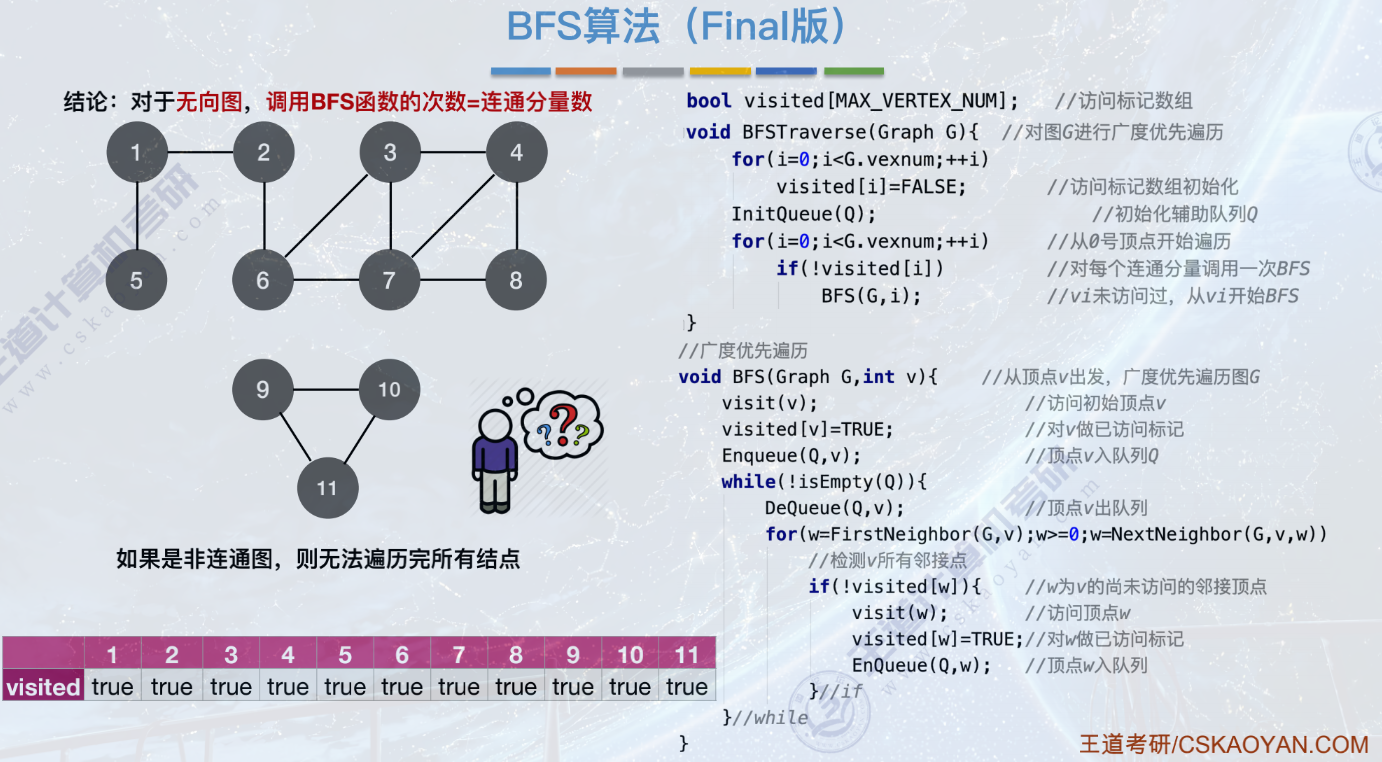 BFS算法（Final版）
结论：对于无向图，调用BFS函数的次数=连通分量数
1
2
3
4
5
6
7
8
9
10
11
如果是非连通图，则无法遍历完所有结点
1 2 3 4 5 6 7 8 9 10 11
visited true true true true true true true true true true true
bool visited[MAX_VERTEX_NUM]; //访问标记数组
void BFSTraverse(Graph G){ //对图G进行广度优先遍历
for(i=0;i<G.vexnum;++i)
visited[i]=FALSE; //访问标记数组初始化
InitQueue(Q); //初始化辅助队列Q
for(i=0;i<G.vexnum;++i) //从0号顶点开始遍历
if(!visited[i]) //对每个连通分量调用一次BFS
BFS(G,i); //vi未访问过，从vi开始BFS
}
//广度优先遍历
void BFS(Graph G,int v){ //从顶点v出发，广度优先遍历图G
visit(v); //访问初始顶点v
visited[v]=TRUE; //对v做已访问标记
Enqueue(Q,v); //顶点v入队列Q
while(!isEmpty(Q)){
DeQueue(Q,v); //顶点v出队列
for(w=FirstNeighbor(G,v);w>=0;w=NextNeighbor(G,v,w))
//检测v所有邻接点
if(!visited[w]){ //w为v的尚未访问的邻接顶点
visit(w); //访问顶点w
visited[w]=TRUE;//对w做已访问标记
EnQueue(Q,w); //顶点w入队列
}//if
}//while
}
王道考研/CSKAOYAN.COM